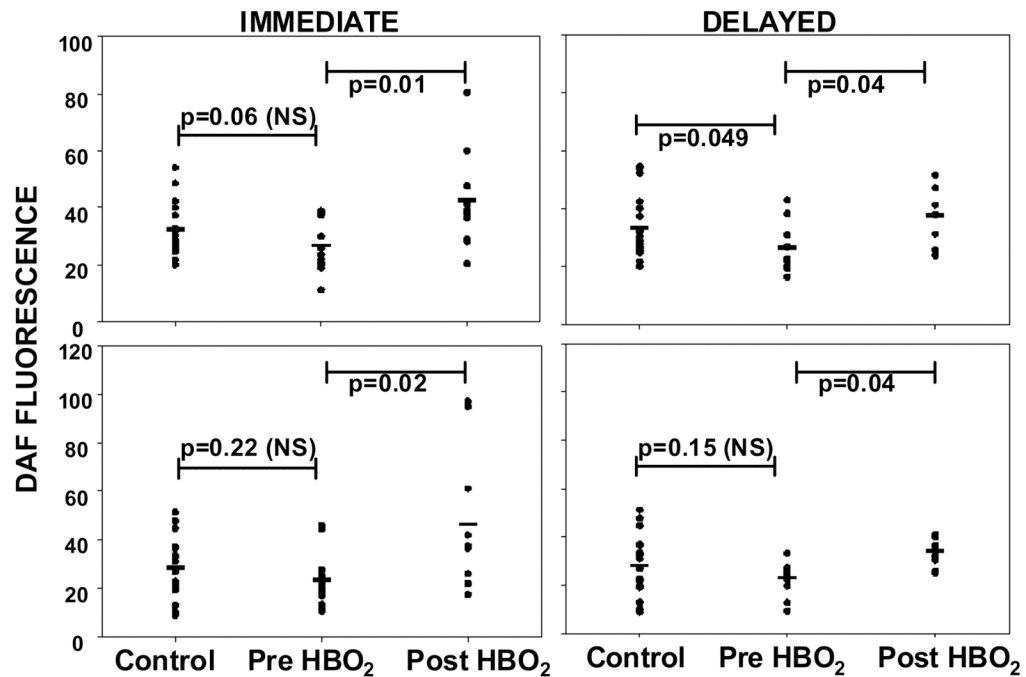 IMMEDIATE
DELAYED
DAF FLUORESCENCE
100
80
60
40
20
0
p=0.06 (NS)
p=0.01
p=0.049
p=0.04
120
100
80
60
40
20
0
p=0.22 (NS)
p=0.02
p=0.15 (NS)
p=0.04
Control Pre HBO₂ Post HBO₂
Control Pre HBO₂ Post HBO₂